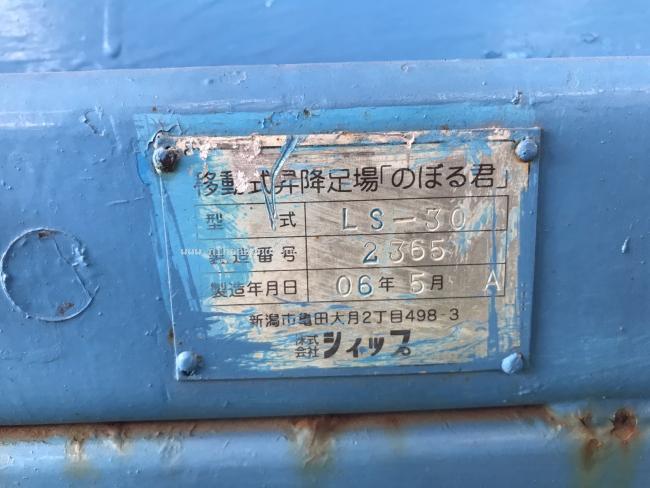 移動式昇降足場「のぼる君」
型式 LS-30
製造番号 2365
製造年月日 06年5月 A
新潟市亀田大月2丁目498-3
株式会社シィップ